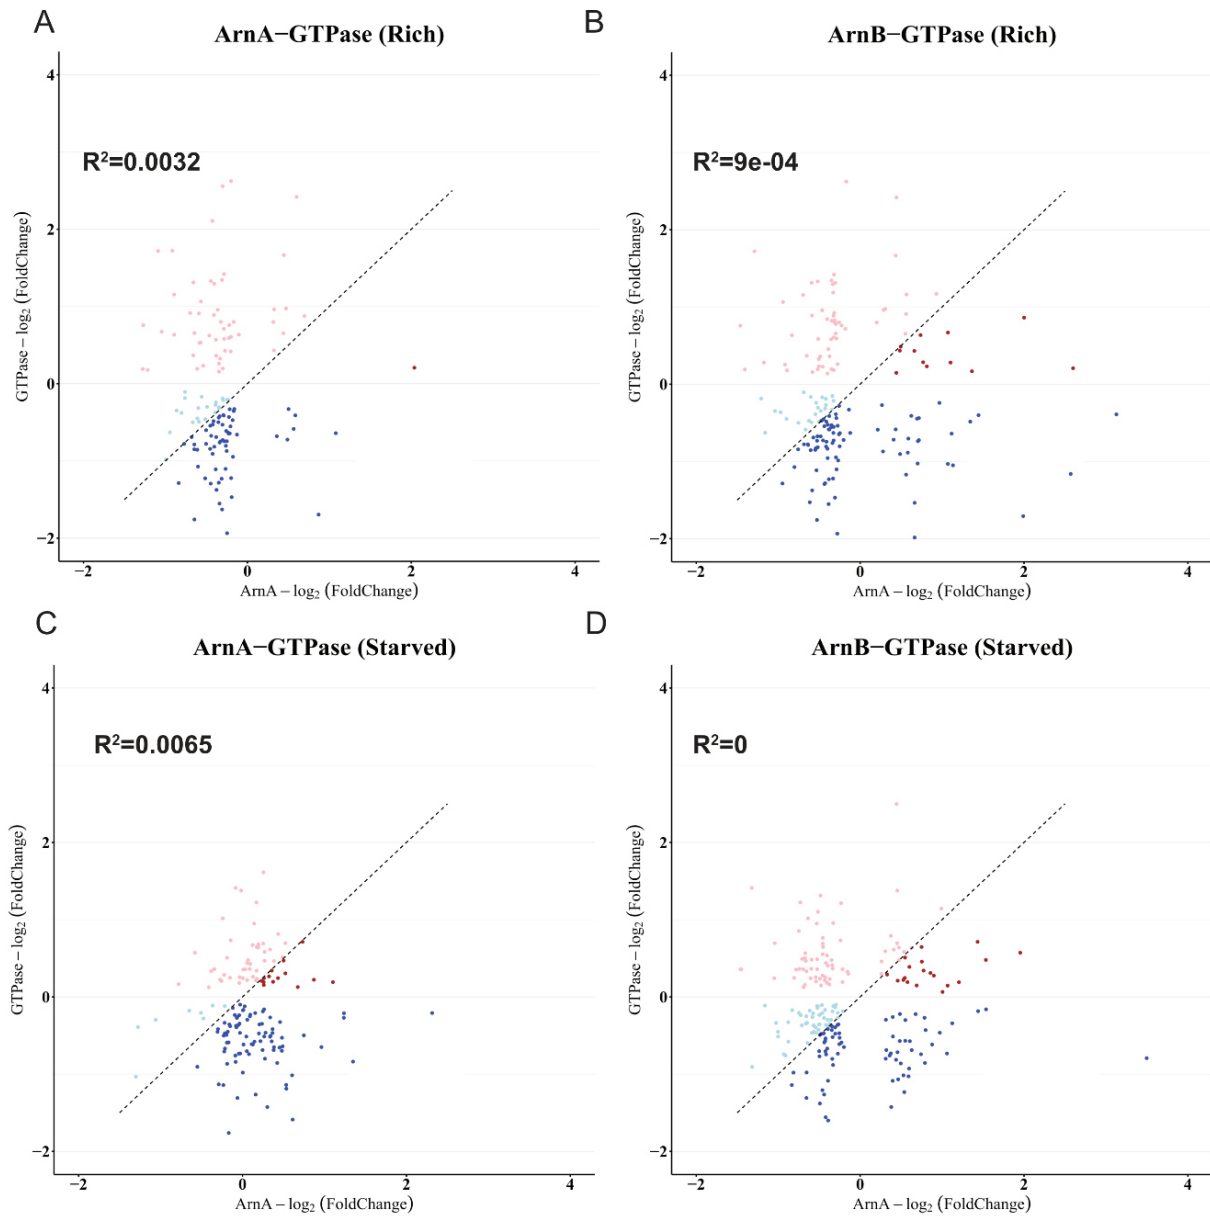 A
ArnA−GTPase (Rich)
4
2
0
−2
R²=0.0032
GTPase − log₂ (FoldChange)
−2
0
2
4
ArnA − log₂ (FoldChange)
B
ArnB−GTPase (Rich)
4
2
0
−2
R²=9e-04
GTPase − log₂ (FoldChange)
−2
0
2
4
ArnA − log₂ (FoldChange)
C
ArnA−GTPase (Starved)
4
2
0
−2
R²=0.0065
GTPase − log₂ (FoldChange)
−2
0
2
4
ArnA − log₂ (FoldChange)
D
ArnB−GTPase (Starved)
4
2
0
−2
R²=0
GTPase − log₂ (FoldChange)
−2
0
2
4
ArnA − log₂ (FoldChange)